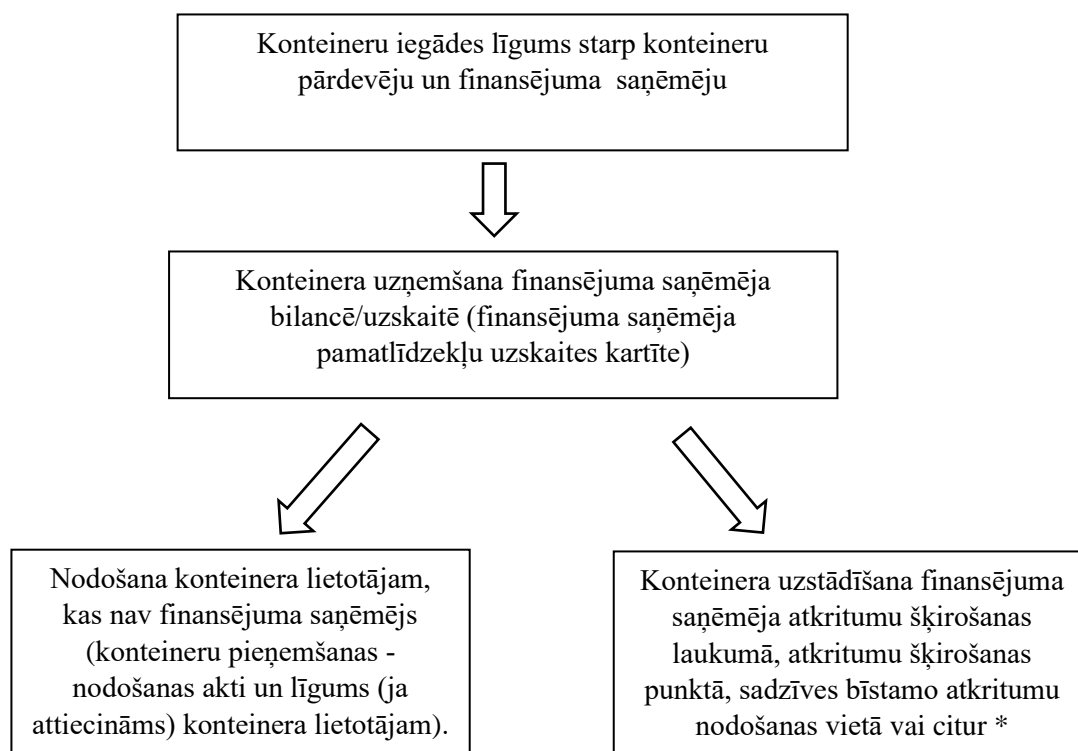 Konteineru iegādes līgums starp konteineru
pārdevēju un finansējuma saņēmēju
Konteinera uzņemšana finansējuma saņēmēja
bilancē/uzskaitē (finansējuma saņēmēja
pamatlīdzekļu uzskaites kartīte)
Nodošana konteinera lietotājam,
kas nav finansējuma saņēmējs
(konteineru pieņemšanas -
nodošanas akti un līgums (ja
attiecināms) konteinera lietotājam).
Konteinera uzstādīšana finansējuma
saņēmēja atkritumu šķirošanas
laukumā, atkritumu šķirošanas
punktā, sadzīves bīstamo atkritumu
nodošanas vietā vai citur *